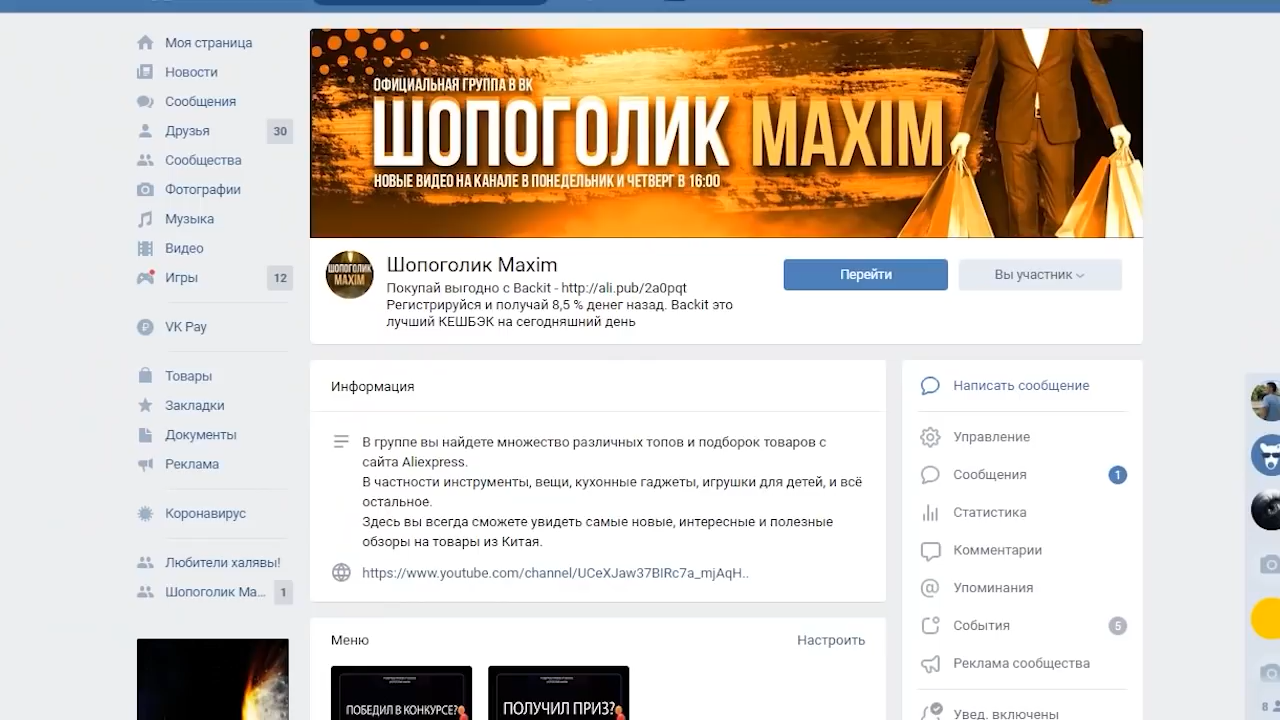 Моя страница
Новости
Сообщения
Друзья 30
Сообщества
Фотографии
Музыка
Видео
Игры 12
VK Pay
Товары
Закладки
Документы
Реклама
Коронавирус
Любители халявы!
Шопоголик Ma... 1
ОФИЦИАЛЬНАЯ ГРУППА В ВК
ШОПОГОЛИК MAXIM
НОВЫЕ ВИДЕО НА КАНАЛЕ В ПОНЕДЕЛЬНИК И ЧЕТВЕРГ В 16:00
ШОПОГОЛИК
MAXIM
Шопоголик Maxim
Покупай выгодно с Backit - http://ali.pub/2a0pqt
Регистрируйся и получай 8,5 % денег назад. Backit это
лучший КЕШБЭК на сегодняшний день
Перейти
Вы участник
Информация
В группе вы найдете множество различных топов и подборок товаров с
сайта Aliexpress.
В частности инструменты, вещи, кухонные гаджеты, игрушки для детей, и всё
остальное.
Здесь вы всегда сможете увидеть самые новые, интересные и полезные
обзоры на товары из Китая.
https://www.youtube.com/channel/UCeXJaw37BIRc7a_mjAqH..
Меню
Настроить
ПОБЕДИЛ В КОНКУРСЕ?
ПОЛУЧИЛ ПРИЗ?
Написать сообщение
Управление
Сообщения 1
Статистика
Комментарии
Упоминания
События 5
Реклама сообщества
Увед. включены
8